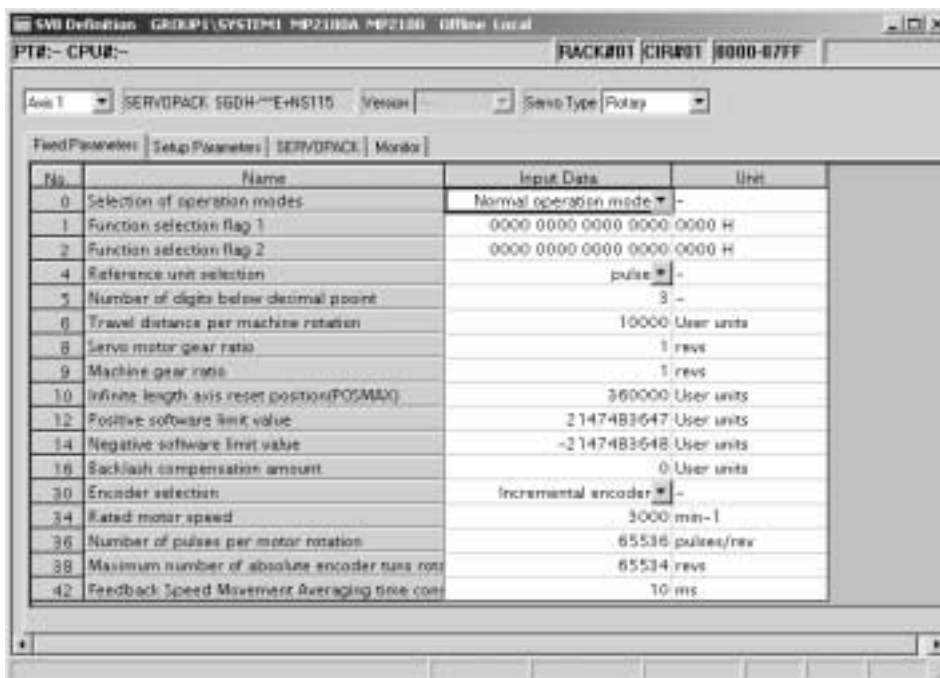 SVB Definition GROUP1\SYSTEM1 MP2100A MP2100 Offline Local
PT#:- CPU#:- RACK#01 CIR#01 0000-07FF
Axis 1 SERVOPACK SGDH-***E+NS115 Version Servo Type Rotary
Fixed Parameters Setup Parameters SERVOPACK Monitor
No. Name Input Data Unit
0 Selection of operation modes Normal operation mode -
1 Function selection flag 1 0000 0000 0000 0000 0000 H
2 Function selection flag 2 0000 0000 0000 0000 0000 H
4 Reference unit selection pulse -
5 Number of digits below decimal point 3 -
6 Travel distance per machine rotation 10000 User units
8 Servo motor gear ratio 1 revs
9 Machine gear ratio 1 revs
10 Infinite length axis reset position(POSMAX) 360000 User units
12 Positive software limit value 2147483647 User units
14 Negative software limit value -2147483648 User units
16 Backlash compensation amount 0 User units
30 Encoder selection Incremental encoder -
34 Rated motor speed 3000 min-1
36 Number of pulses per motor rotation 65536 pulses/rev
38 Maximum number of absolute encoder tuns rota 65534 revs
42 Feedback Speed Movement Averaging time cons 10 ms